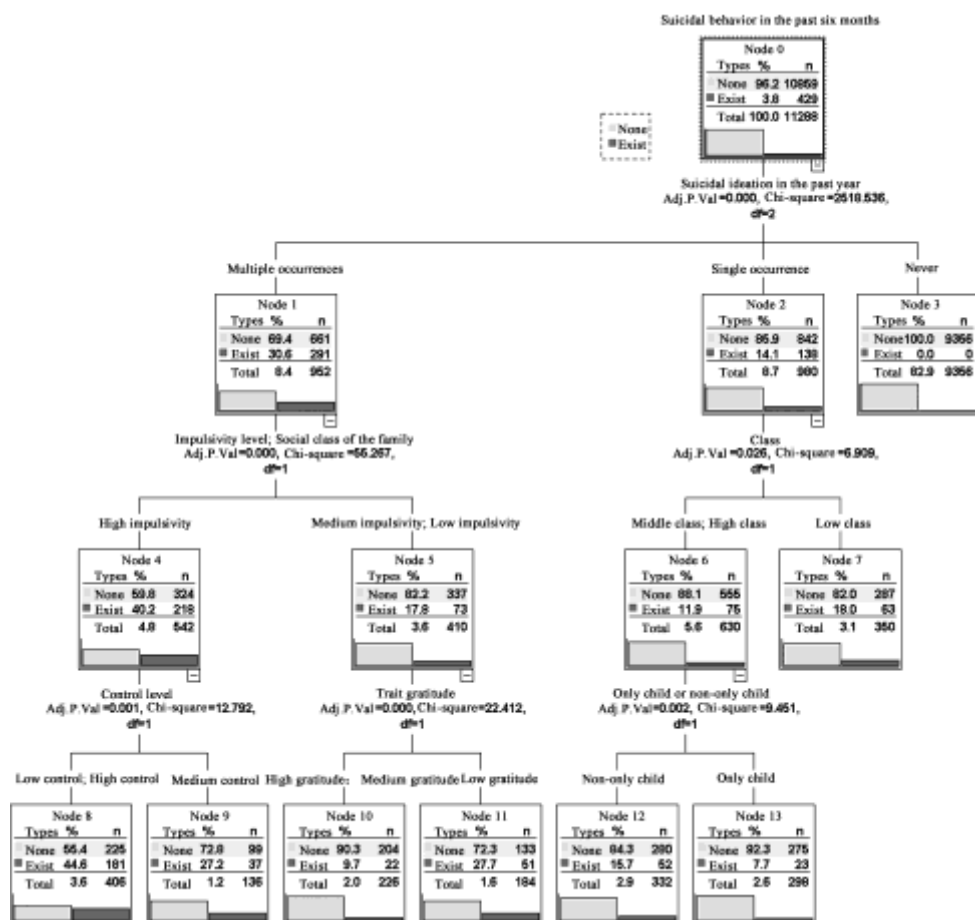 Suicidal behavior in the past six months
Node 0
Types % n
None 96.2 10859
Exist 3.8 429
Total 100.0 11288
None
Exist
Suicidal ideation in the past year
Adj.P.Val=0.000, Chi-square=2518.536,
df=2
Multiple occurrences
Single occurrence
Never
Node 1
Types % n
None 69.4 661
Exist 30.6 291
Total 8.4 952
Node 2
Types % n
None 85.9 842
Exist 14.1 138
Total 8.7 980
Node 3
Types % n
None 100.0 9356
Exist 0.0 0
Total 82.9 9356
Impulsivity level; Social class of the family
Adj.P.Val=0.000, Chi-square=55.267,
df=1
Class
Adj.P.Val=0.026, Chi-square=6.909,
df=1
High impulsivity
Medium impulsivity; Low impulsivity
Middle class; High class
Low class
Node 4
Types % n
None 59.8 324
Exist 40.2 218
Total 4.8 542
Node 5
Types % n
None 82.2 337
Exist 17.8 73
Total 3.6 410
Node 6
Types % n
None 88.1 555
Exist 11.9 75
Total 5.6 630
Node 7
Types % n
None 82.0 287
Exist 18.0 63
Total 3.1 350
Control level
Adj.P.Val=0.001, Chi-square=12.792,
df=1
Trait gratitude
Adj.P.Val=0.000, Chi-square=22.412,
df=1
Only child or non-only child
Adj.P.Val=0.002, Chi-square=9.451,
df=1
Low control; High control
Medium control
High gratitude;
Medium gratitude
Low gratitude
Non-only child
Only child
Node 8
Types % n
None 55.4 225
Exist 44.6 181
Total 3.6 406
Node 9
Types % n
None 72.8 99
Exist 27.2 37
Total 1.2 136
Node 10
Types % n
None 90.3 204
Exist 9.7 22
Total 2.0 226
Node 11
Types % n
None 72.3 133
Exist 27.7 51
Total 1.6 184
Node 12
Types % n
None 84.3 280
Exist 15.7 52
Total 2.9 332
Node 13
Types % n
None 92.3 275
Exist 7.7 23
Total 2.6 298